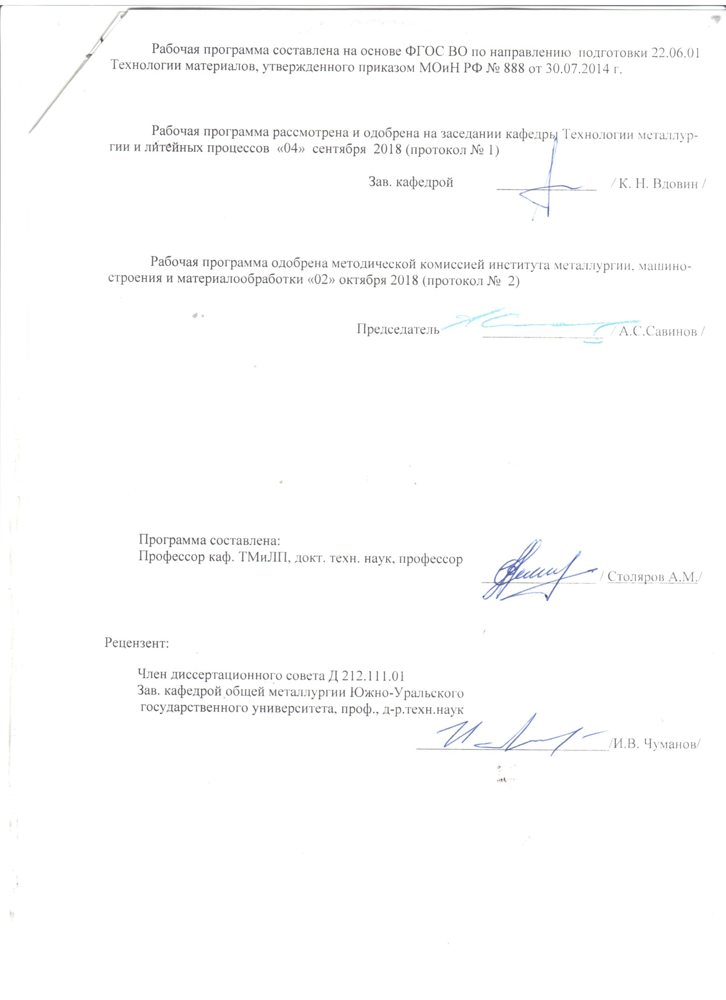 Рабочая программа составлена на основе ФГОС ВО по направлению подготовки 22.06.01
Технологии материалов, утвержденного приказом МОиН РФ № 888 от 30.07.2014 г.
Рабочая программа рассмотрена и одобрена на заседании кафедры Технологии металлур-
гии и литейных процессов «04» сентября 2018 (протокол № 1)
Зав. кафедрой / К. Н. Вдовин /
Рабочая программа одобрена методической комиссией института металлургии, машино-
строения и материалообработки «02» октября 2018 (протокол № 2)
Председатель / А.С.Савинов /
Программа составлена:
Профессор каф. ТМиЛП, докт. техн. наук, профессор
/ Столяров А.М./
Рецензент:
Член диссертационного совета Д 212.111.01
Зав. кафедрой общей металлургии Южно-Уральского
государственного университета, проф., д-р.техн.наук
/И.В. Чуманов/